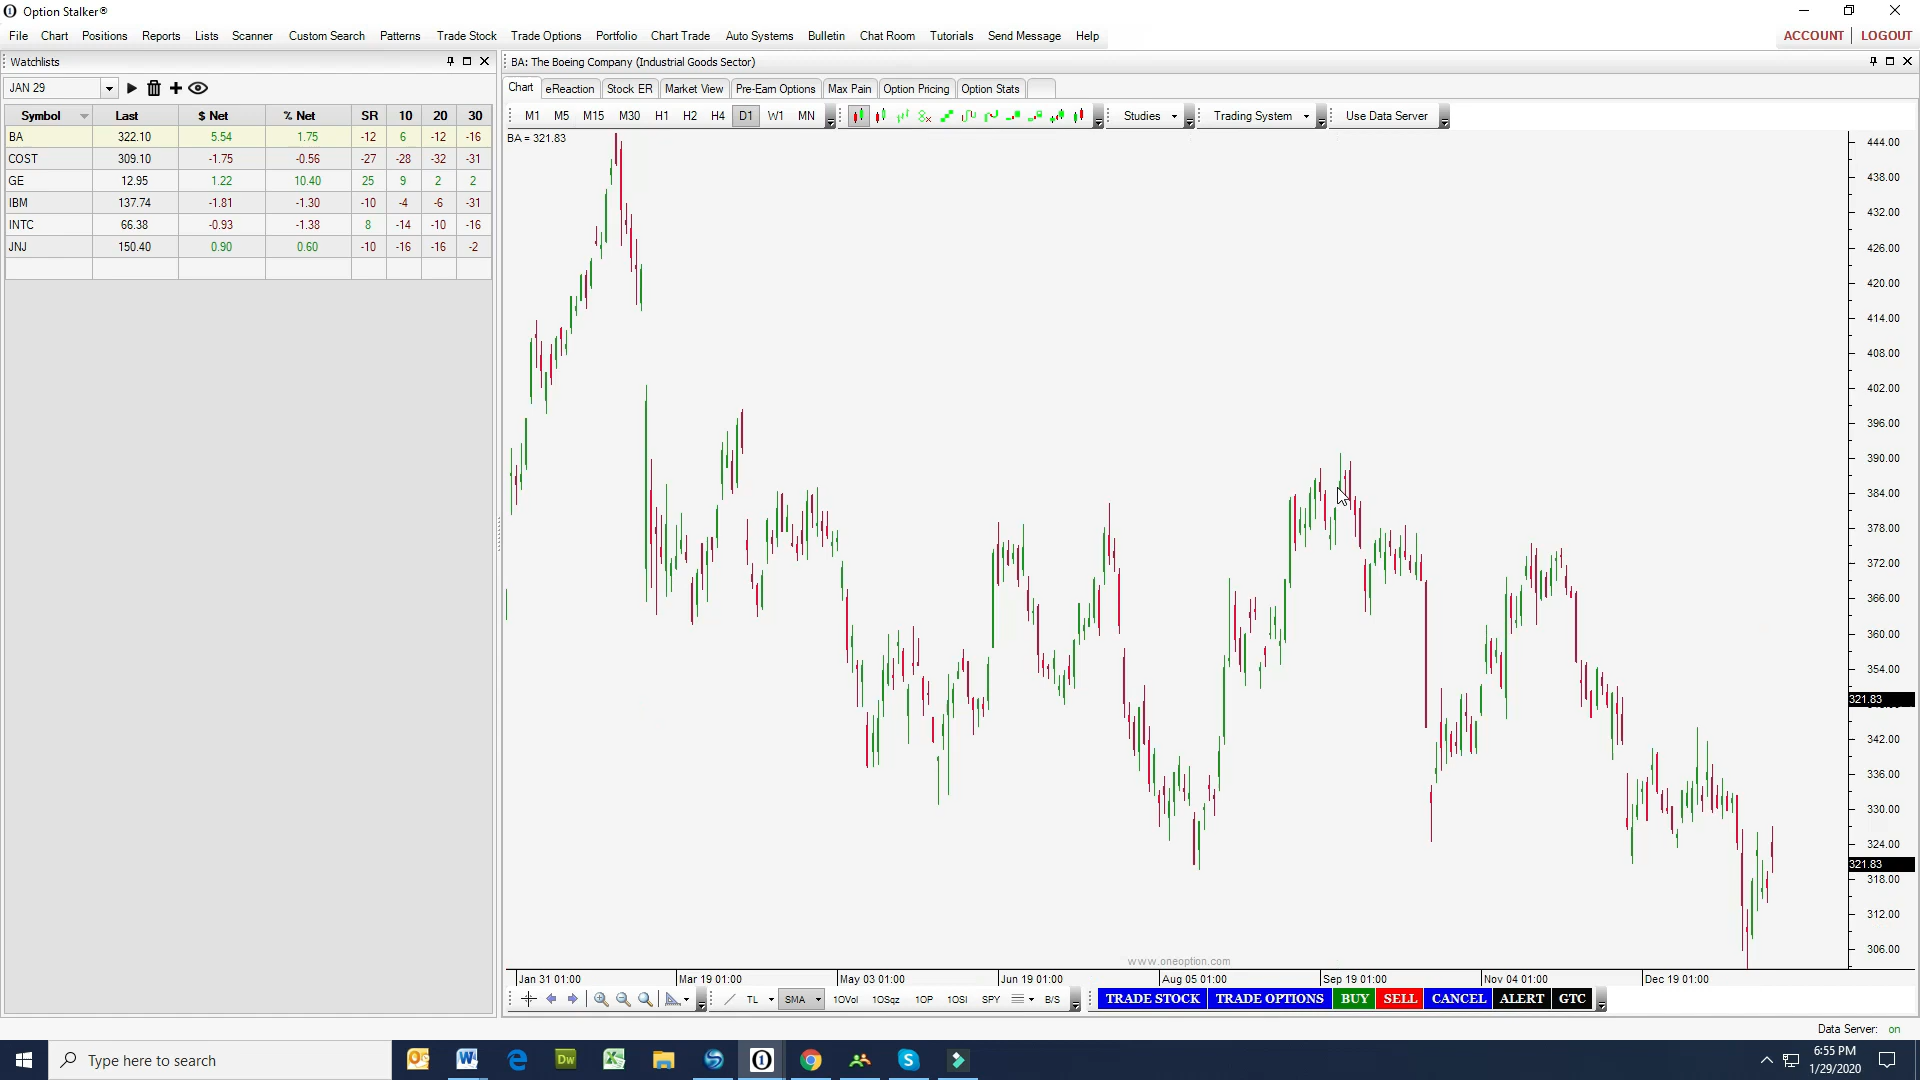 Option Stalker®
File Chart Positions Reports Lists Scanner Custom Search Patterns Trade Stock Trade Options Portfolio Chart Trade Auto Systems Bulletin Chat Room Tutorials Send Message Help ACCOUNT LOGOUT
Watchlists
BA: The Boeing Company (Industrial Goods Sector)
JAN 29
Chart eReaction Stock ER Market View Pre-Earn Options Max Pain Option Pricing Option Stats
Symbol Last $ Net % Net SR 10 20 30
M1 M5 M15 M30 H1 H2 H4 D1 W1 MN Studies Trading System Use Data Server
BA 322.10 5.54 1.75 -12 6 -12 -16
COST 309.10 -1.75 -0.56 -27 -28 -32 -31
GE 12.95 1.22 10.40 25 9 2 2
IBM 137.74 -1.81 -1.30 -10 -4 -6 -31
INTC 66.38 -0.93 -1.38 8 -14 -10 -16
JNJ 150.40 0.90 0.60 -10 -16 -16 -2
BA = 321.83
444.00
438.00
432.00
426.00
420.00
414.00
408.00
402.00
396.00
390.00
384.00
378.00
372.00
366.00
360.00
354.00
321.83
342.00
336.00
330.00
324.00
321.83
318.00
312.00
306.00
www.oneoption.com
Jan 31 01:00 Mar 19 01:00 May 03 01:00 Jun 19 01:00 Aug 05 01:00 Sep 19 01:00 Nov 04 01:00 Dec 19 01:00
TL SMA 1OVol 1OSqz 1OP 1OSI SPY B/S TRADE STOCK TRADE OPTIONS BUY SELL CANCEL ALERT GTC
Data Server: on
Type here to search
6:55 PM
1/29/2020